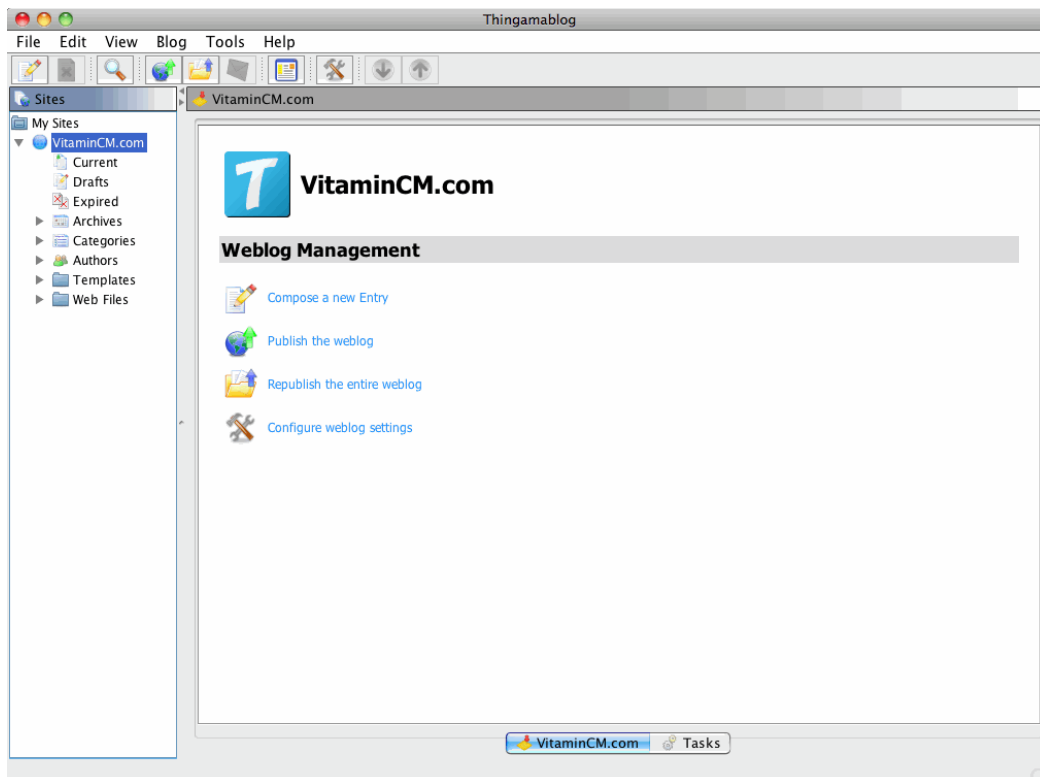 Thingamablog
File Edit View Blog Tools Help
Sites
VitaminCM.com
My Sites
VitaminCM.com
Current
Drafts
Expired
Archives
Categories
Authors
Templates
Web Files
VitaminCM.com
Weblog Management
Compose a new Entry
Publish the weblog
Republish the entire weblog
Configure weblog settings
VitaminCM.com Tasks